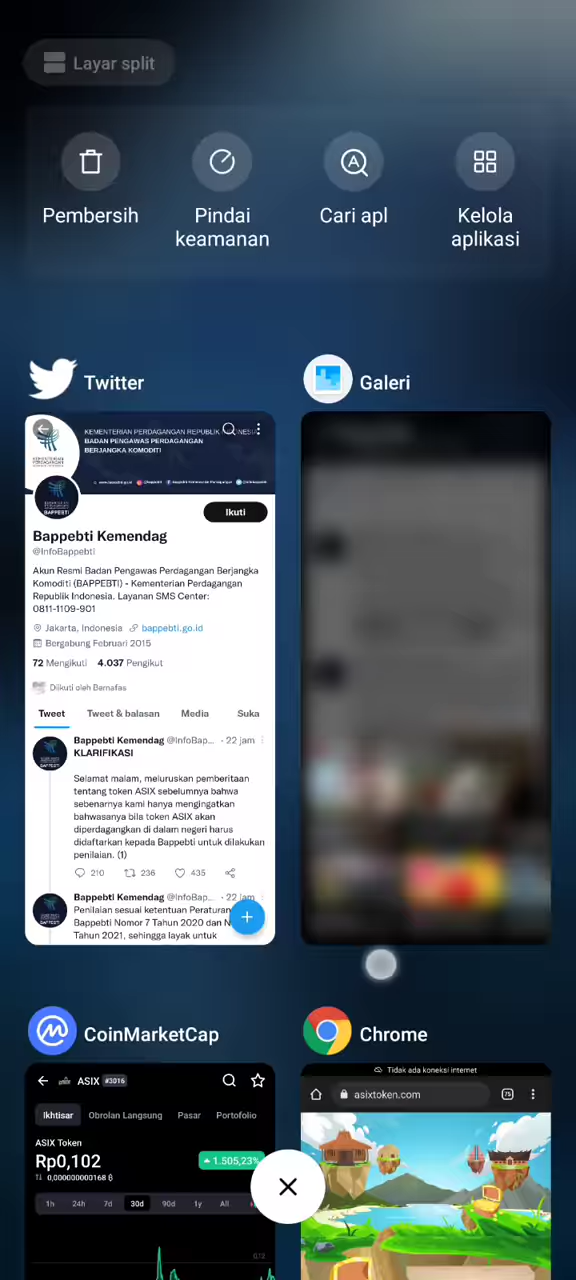 Layar split
Pembersih
Pindai
keamanan
Cari apl
Kelola
aplikasi
Twitter
Galeri
KEMENTERIAN PERDAGANGAN REPUBLIK INDONESIA
BADAN PENGAWAS PERDAGANGAN
BERJANGKA KOMODITI
BAPPEBTI
Ikuti
Bappebti Kemendag
@InfoBappebti
Akun Resmi Badan Pengawas Perdagangan Berjangka
Komoditi (BAPPEBTI) - Kementerian Perdagangan
Republik Indonesia. Layanan SMS Center:
0811-1109-901
Jakarta, Indonesia bappebti.go.id
Bergabung Februari 2015
72 Mengikuti 4.037 Pengikut
Diikuti oleh Bernafas
Tweet Tweet & balasan Media Suka
Bappebti Kemendag @InfoBap... · 22 jam
KLARIFIKASI
Selamat malam, meluruskan pemberitaan
tentang token ASIX sebelumnya bahwa
sebenarnya kami hanya mengingatkan
bahwasanya bila token ASIX akan
diperdagangkan di dalam negeri harus
didaftarkan kepada Bappebti untuk dilakukan
penilaian. (1)
210 236 435
Bappebti Kemendag @InfoBap... · 22 jam
Penilaian sesuai ketentuan Peraturan
Bappebti Nomor 7 Tahun 2020 dan N
Tahun 2021, sehingga layak untuk
CoinMarketCap
Chrome
ASIX #3016
Ikhtisar Obrolan Langsung Pasar Portofolio
ASIX Token
Rp0,102 1.505,23%
0,000000000168 ₿
1h 24h 7d 30d 90d 1y All
0,12
Tidak ada koneksi internet
asixtoken.com 75